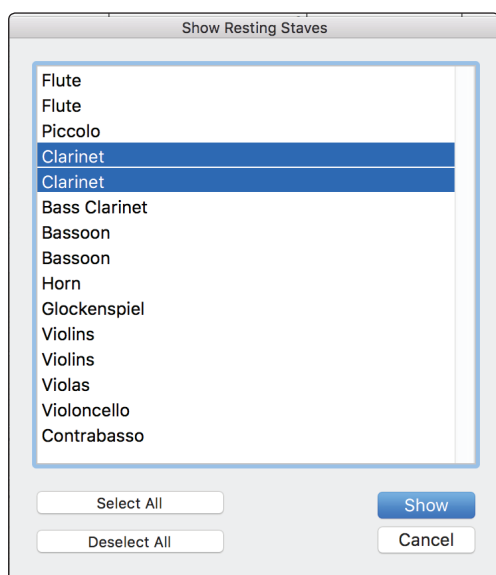 Show Resting Staves
Flute
Flute
Piccolo
Clarinet
Clarinet
Bass Clarinet
Bassoon
Bassoon
Horn
Glockenspiel
Violins
Violins
Violas
Violoncello
Contrabasso
Select All
Show
Deselect All
Cancel